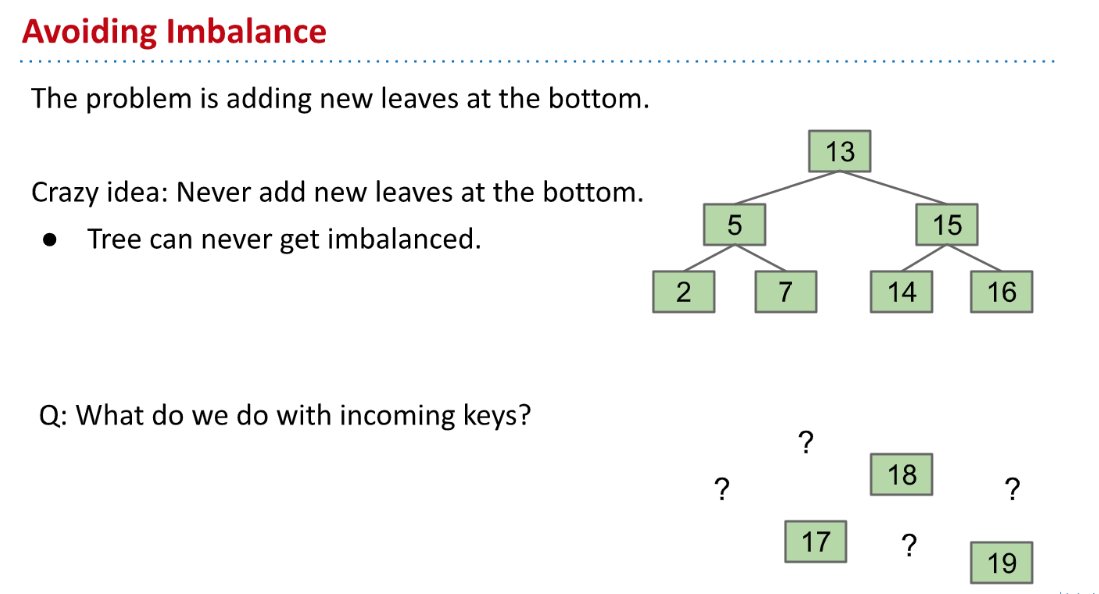 Avoiding Imbalance
The problem is adding new leaves at the bottom.
13
Crazy idea: Never add new leaves at the bottom.
5
15
● Tree can never get imbalanced.
2
7
14
16
Q: What do we do with incoming keys?
?
18
?
?
17
?
19